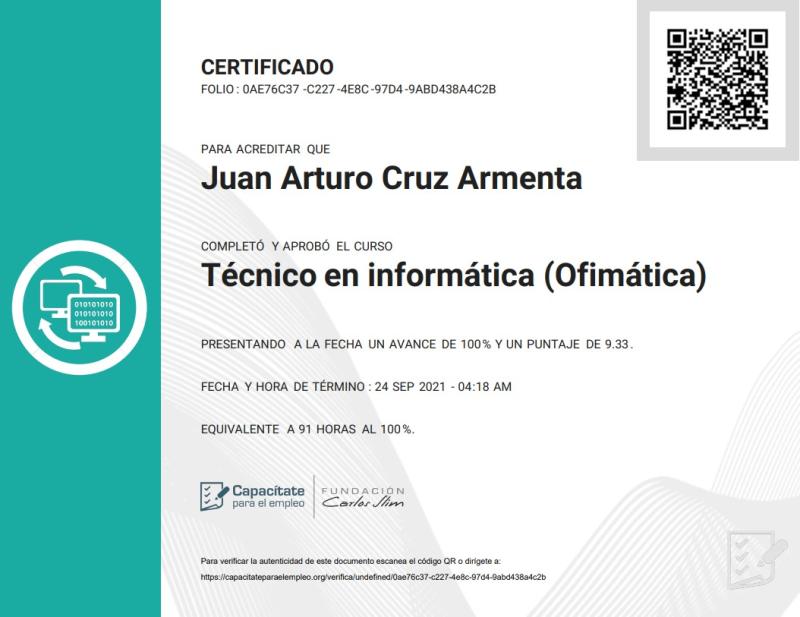 CERTIFICADO
FOLIO : 0AE76C37 -C227-4E8C-97D4-9ABD438A4C2B
PARA ACREDITAR QUE
Juan Arturo Cruz Armenta
COMPLETÓ Y APROBÓ EL CURSO
Técnico en informática (Ofimática)
010101010
010101010
100101010
PRESENTANDO A LA FECHA UN AVANCE DE 100% Y UN PUNTAJE DE 9.33.
FECHA Y HORA DE TÉRMINO : 24 SEP 2021 - 04:18 AM
EQUIVALENTE A 91 HORAS AL 100%.
Capacítate
para el empleo
FUNDACIÓN
Carlos Slim
Para verificar la autenticidad de este documento escanea el código QR o dirígete a:
https://capacitateparaelempleo.org/verifica/undefined/0ae76c37-c227-4e8c-97d4-9abd438a4c2b